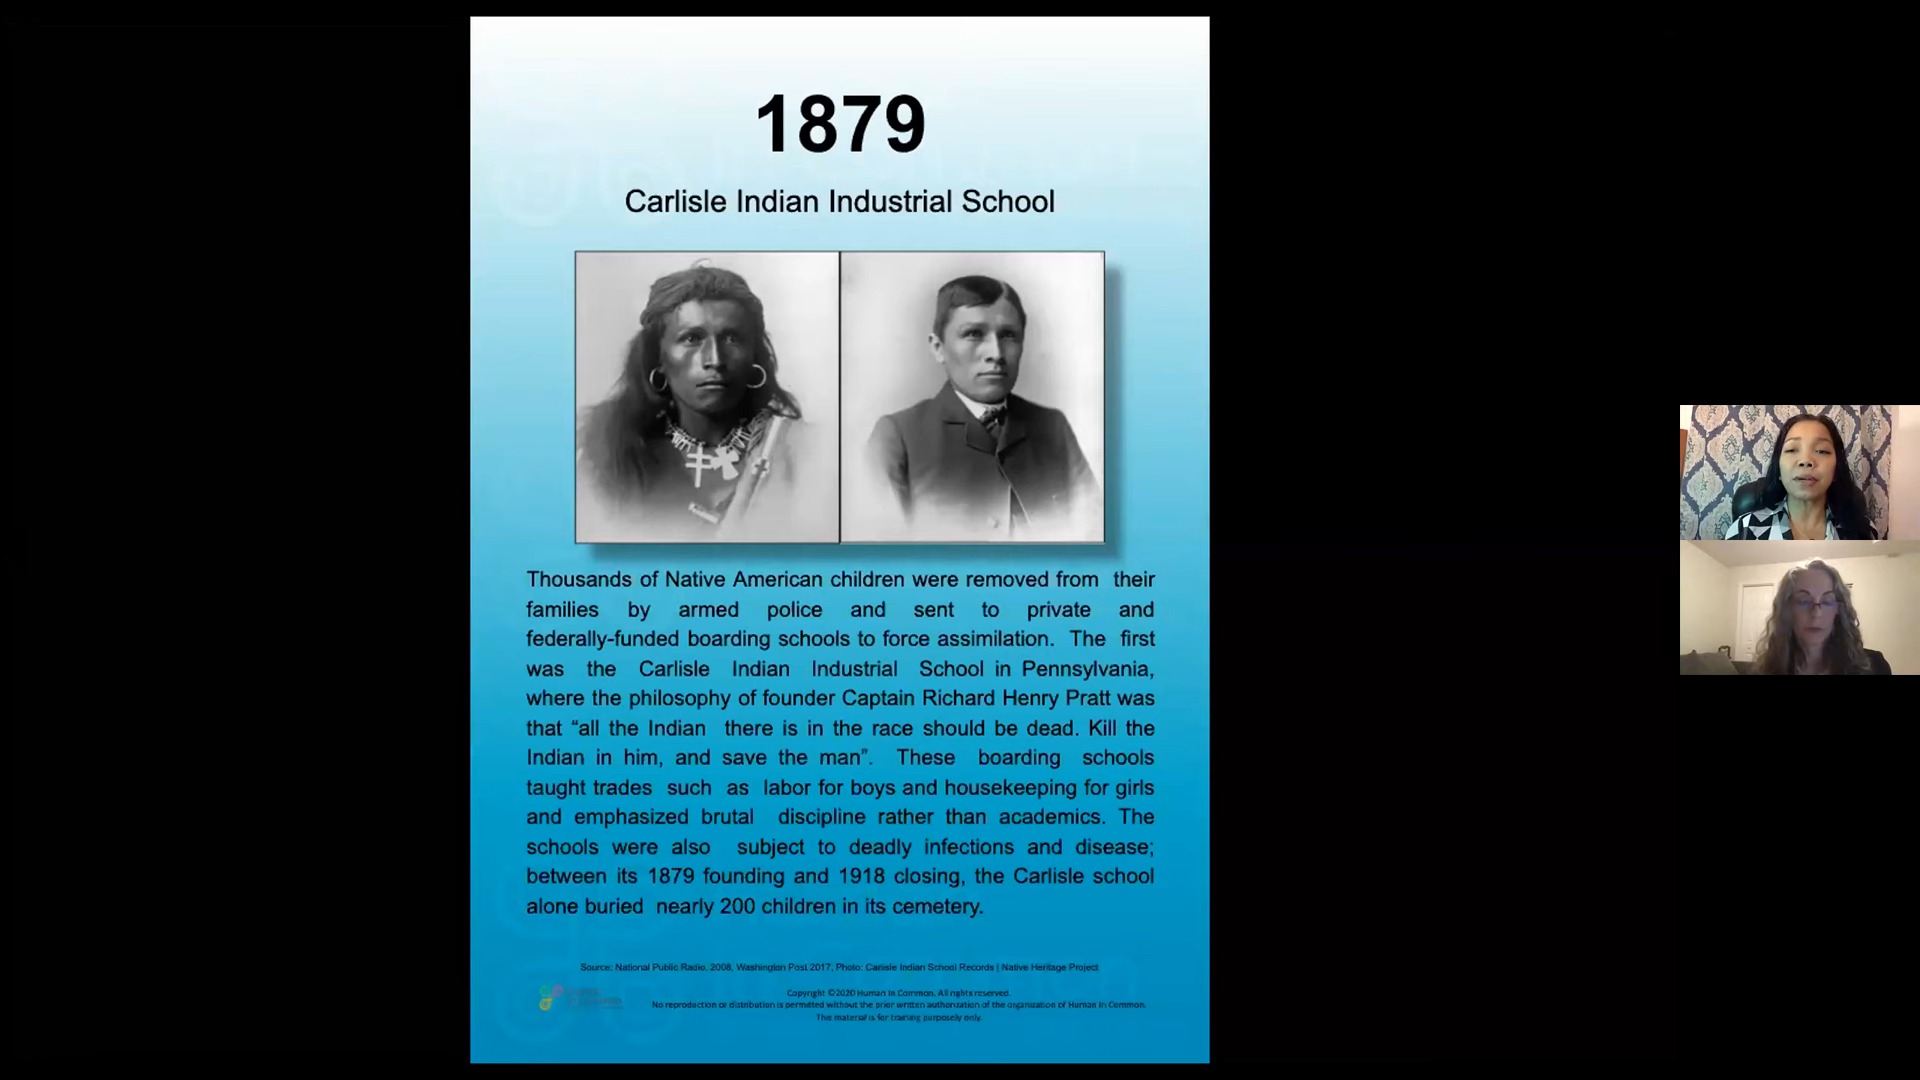 1879
Carlisle Indian Industrial School
Thousands of Native American children were removed from their
families by armed police and sent to private and
federally-funded boarding schools to force assimilation. The first
was the Carlisle Indian Industrial School in Pennsylvania,
where the philosophy of founder Captain Richard Henry Pratt was
that “all the Indian there is in the race should be dead. Kill the
Indian in him, and save the man”. These boarding schools
taught trades such as labor for boys and housekeeping for girls
and emphasized brutal discipline rather than academics. The
schools were also subject to deadly infections and disease;
between its 1879 founding and 1918 closing, the Carlisle school
alone buried nearly 200 children in its cemetery.
Source: National Public Radio, 2008, Washington Post 2017, Photo: Carlisle Indian School Records | Native Heritage Project
Copyright ©2020 Human In Common. All rights reserved.
No reproduction or distribution is permitted without the prior written authorization of the organization of Human In Common.
This material is for training purposely only.